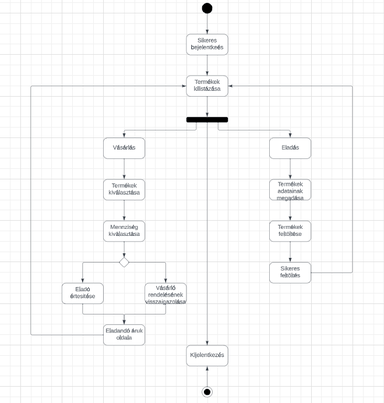 Sikeres
bejelentkezés
Termékek
kilistázása
Vásárlás
Eladás
Termékek
kiválasztása
Termékek
adatainak
megadása
Mennyiség
kiválasztása
Termékek
feltöltése
Sikeres
feltöltés
Eladó
értesítése
Vásárló
rendelésének
visszaigazolása
Eladandó áruk
oldala
Kijelentkezés